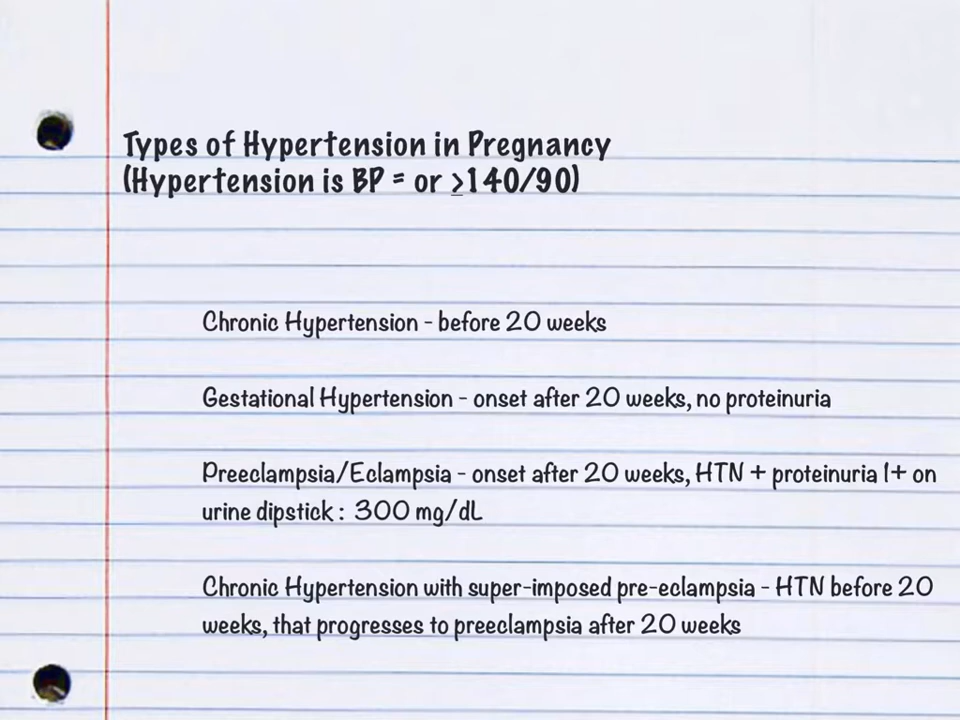 Types of Hypertension in Pregnancy
(Hypertension is BP = or ≥140/90)
Chronic Hypertension - before 20 weeks
Gestational Hypertension - onset after 20 weeks, no proteinuria
Preeclampsia/Eclampsia - onset after 20 weeks, HTN + proteinuria 1+ on
urine dipstick : 300 mg/dL
Chronic Hypertension with super-imposed pre-eclampsia - HTN before 20
weeks, that progresses to preeclampsia after 20 weeks